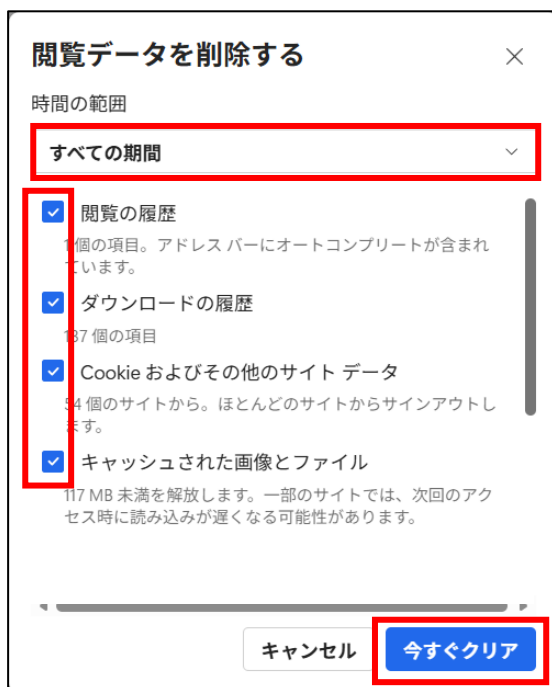 閲覧データを削除する
時間の範囲
すべての期間
閲覧の履歴
個の項目。アドレス バーにオートコンプリートが含まれ
ています。
ダウンロードの履歴
137 個の項目
Cookie およびその他のサイト データ
54 個のサイトから。ほとんどのサイトからサインアウトし
ます。
キャッシュされた画像とファイル
117 MB 未満を解放します。一部のサイトでは、次回のアク
セス時に読み込みが遅くなる可能性があります。
キャンセル
今すぐクリア